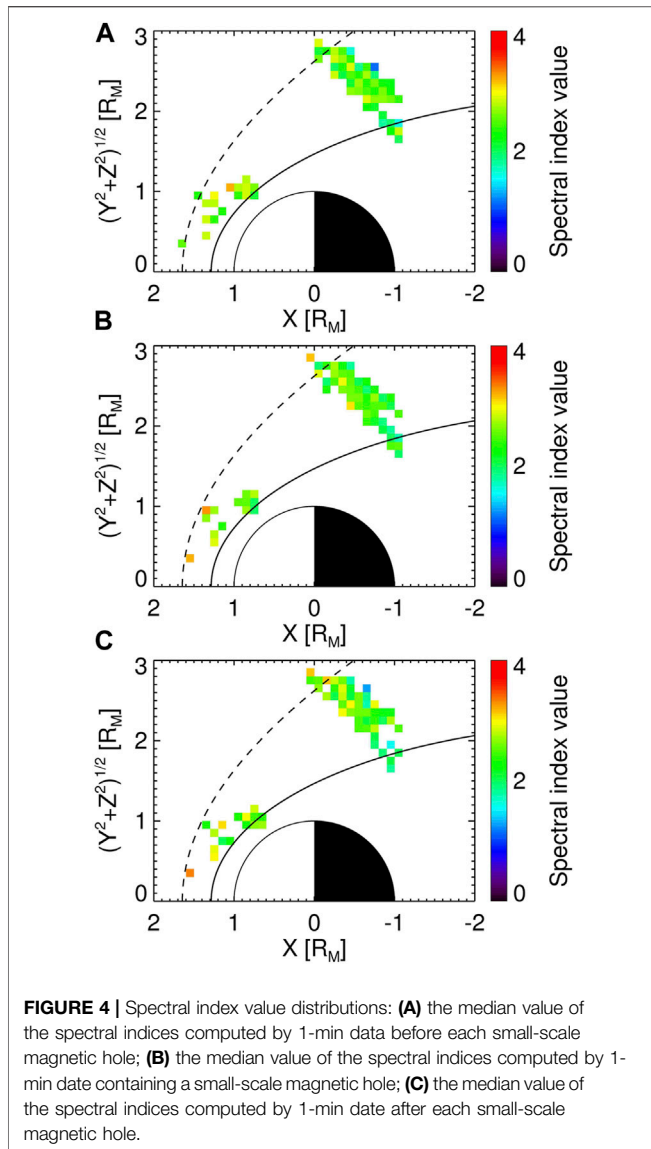 A
3
2
1
0
(Y²+Z²)^1/2 [R_M]
2 1 0 -1 -2
X [R_M]
4
2
0
Spectral index value
B
3
2
1
0
(Y²+Z²)^1/2 [R_M]
2 1 0 -1 -2
X [R_M]
4
2
0
Spectral index value
C
3
2
1
0
(Y²+Z²)^1/2 [R_M]
2 1 0 -1 -2
X [R_M]
4
2
0
Spectral index value
FIGURE 4 | Spectral index value distributions: (A) the median value of
the spectral indices computed by 1-min data before each small-scale
magnetic hole; (B) the median value of the spectral indices computed by 1-
min date containing a small-scale magnetic hole; (C) the median value of
the spectral indices computed by 1-min date after each small-scale
magnetic hole.